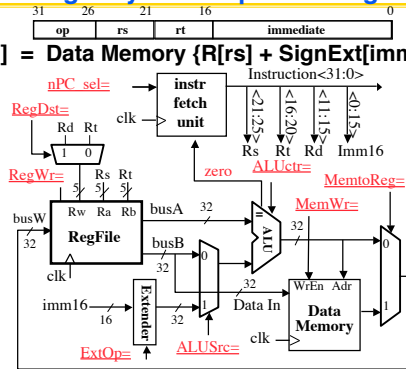 31 26 21 16 0
op rs rt immediate
] = Data Memory {R[rs] + SignExt[imm
nPC_sel=
instr
fetch
unit
Instruction<31:0>
<21:25>
<16:20>
<11:15>
<0:15>
clk
Rs Rt Rd Imm16
RegDst=
Rd Rt
1 0
zero
ALUctr=
RegWr=
Rs Rt
5 5 5
MemtoReg=
MemWr=
busW
Rw Ra Rb
RegFile
busA
32
busB
32
32
=
ALU
32
0
0
clk
WrEn Adr
32
Data In
Data
Memory
imm16
16
Extender
32
1
1
clk
ExtOp=
ALUSrc=